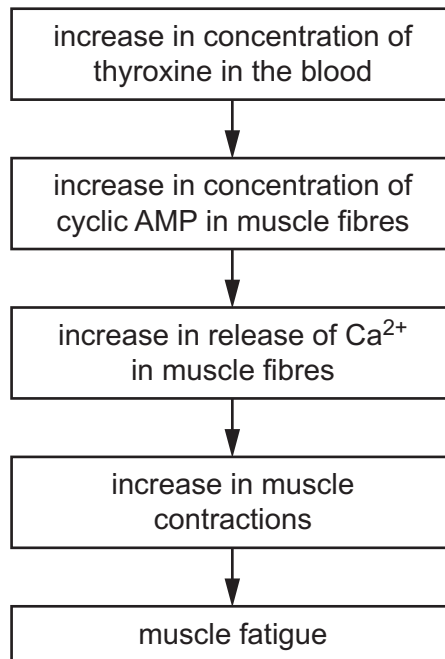 increase in concentration of
thyroxine in the blood
increase in concentration of
cyclic AMP in muscle fibres
increase in release of Ca²⁺
in muscle fibres
increase in muscle
contractions
muscle fatigue